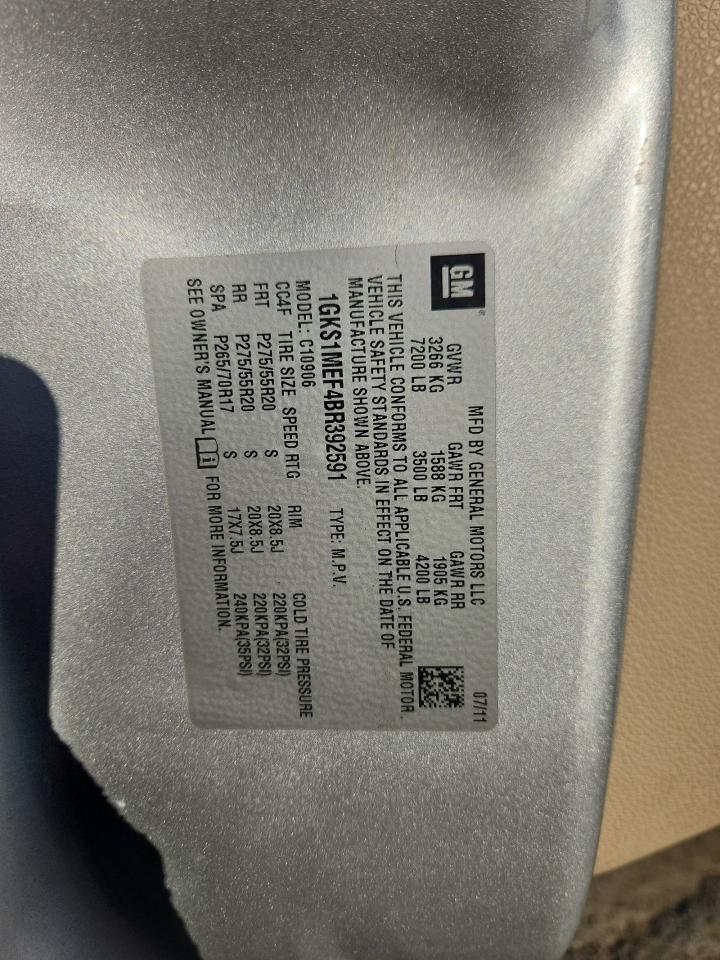 GM®
MFD BY GENERAL MOTORS LLC 07/11
GVWR GAWR FRT GAWR RR
3266 KG 1588 KG 1905 KG
7200 LB 3500 LB 4200 LB
THIS VEHICLE CONFORMS TO ALL APPLICABLE U.S. FEDERAL MOTOR
VEHICLE SAFETY STANDARDS IN EFFECT ON THE DATE OF
MANUFACTURE SHOWN ABOVE.
1GKS1MEF4BR392591 TYPE: M.P.V.
MODEL: C10906
CC4F TIRE SIZE SPEED RTG RIM COLD TIRE PRESSURE
FRT P275/55R20 S 20X8.5J 220KPA(32PSI)
RR P275/55R20 S 20X8.5J 220KPA(32PSI)
SPA P265/70R17 S 17X7.5J 240KPA(35PSI)
SEE OWNER'S MANUAL i FOR MORE INFORMATION.